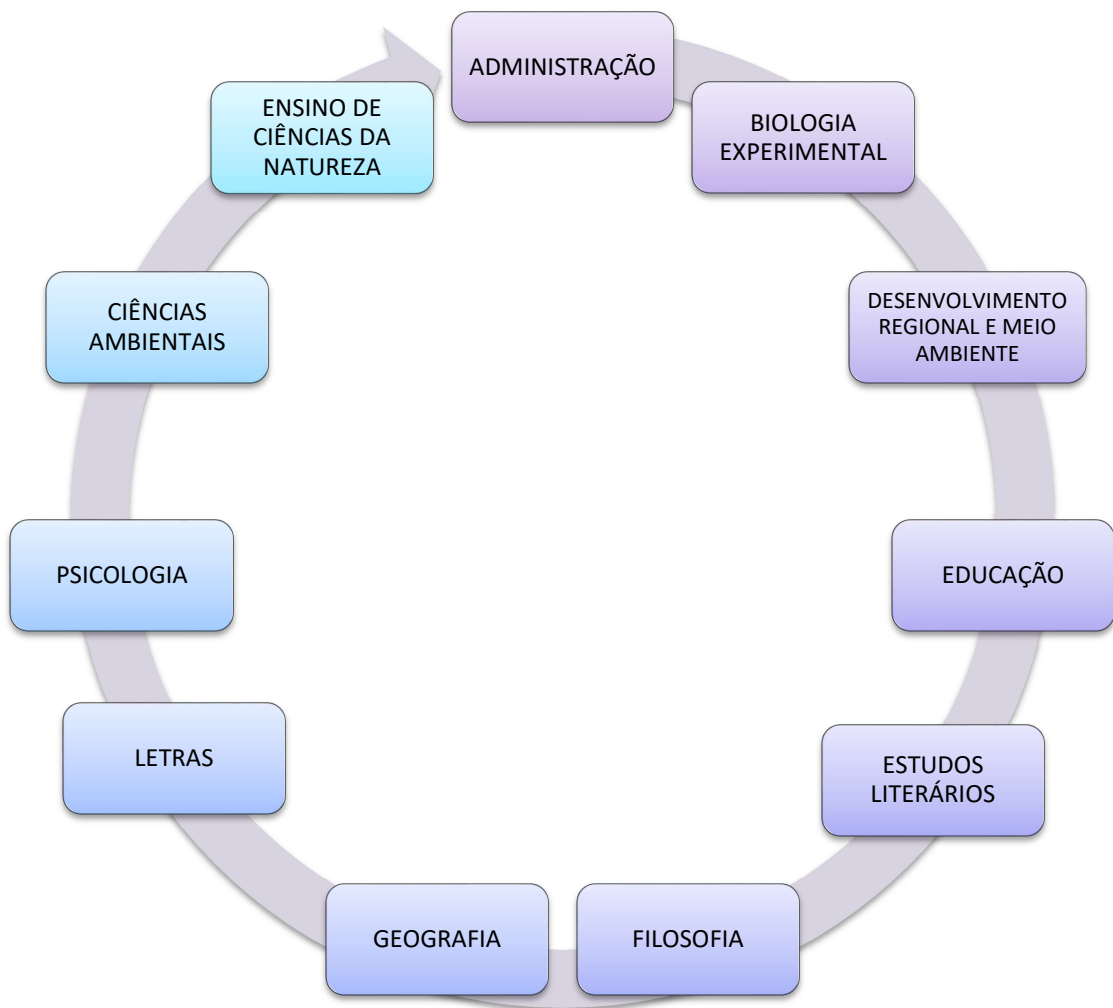 ADMINISTRAÇÃO
BIOLOGIA
EXPERIMENTAL
DESENVOLVIMENTO
REGIONAL E MEIO
AMBIENTE
EDUCAÇÃO
ESTUDOS
LITERÁRIOS
FILOSOFIA
GEOGRAFIA
LETRAS
PSICOLOGIA
CIÊNCIAS
AMBIENTAIS
ENSINO DE
CIÊNCIAS DA
NATUREZA